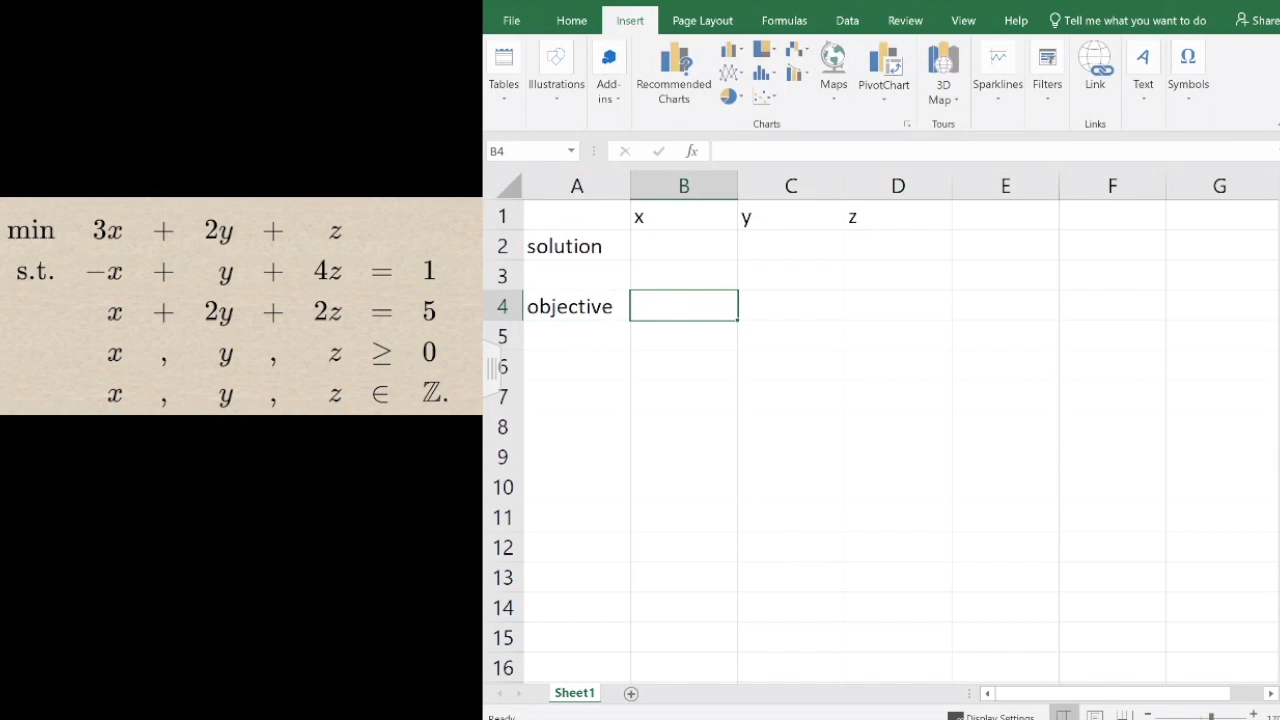 min 3x + 2y + z
s.t. −x + y + 4z = 1
x + 2y + 2z = 5
x , y , z ≥ 0
x , y , z ∈ ℤ.
File Home Insert Page Layout Formulas Data Review View Help Tell me what you want to do Share
Tables Illustrations Add-ins Recommended Charts Maps PivotChart 3D Map Sparklines Filters Link Text Symbols
Charts Tours Links
B4 fx
A B C D E F G
1 x y z
2 solution
3
4 objective
5
6
7
8
9
10
11
12
13
14
15
16
Sheet1
Ready Display Settings